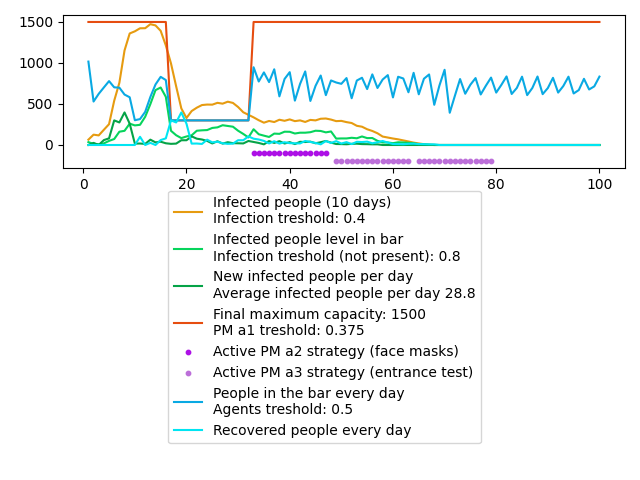 1500
1000
500
0
0
20
40
60
80
100
Infected people (10 days)
Infection treshold: 0.4
Infected people level in bar
Infection treshold (not present): 0.8
New infected people per day
Average infected people per day 28.8
Final maximum capacity: 1500
PM a1 treshold: 0.375
Active PM a2 strategy (face masks)
Active PM a3 strategy (entrance test)
People in the bar every day
Agents treshold: 0.5
Recovered people every day